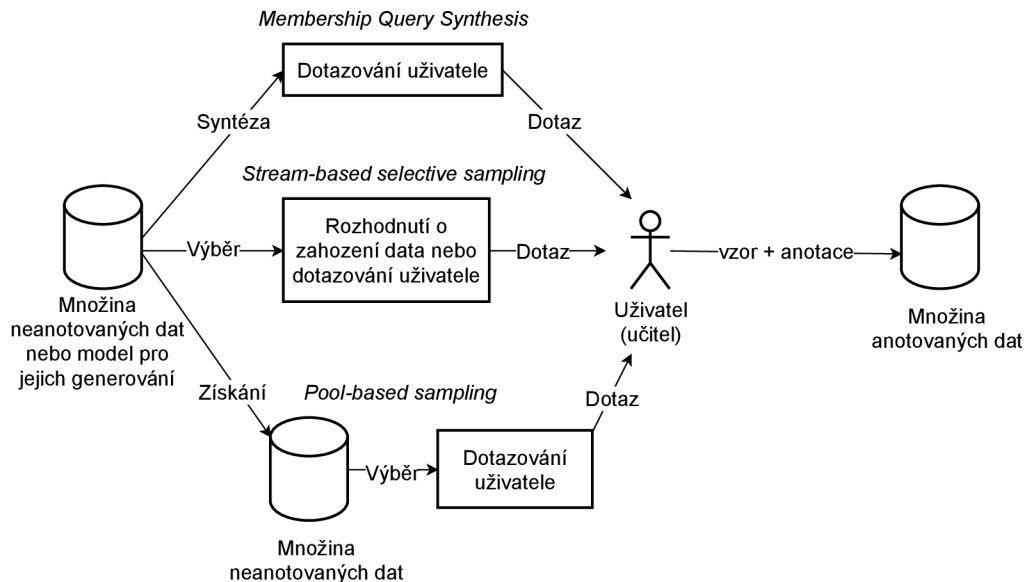 Membership Query Synthesis
Dotazování uživatele
Syntéza
Dotaz
Stream-based selective sampling
Výběr
Rozhodnutí o
zahození data nebo
dotazování uživatele
Dotaz
vzor + anotace
Množina
neanotovaných dat
nebo model pro
jejich generování
Uživatel
(učitel)
Množina
anotovaných dat
Získání
Pool-based sampling
Dotaz
Výběr
Dotazování
uživatele
Množina
neanotovaných dat